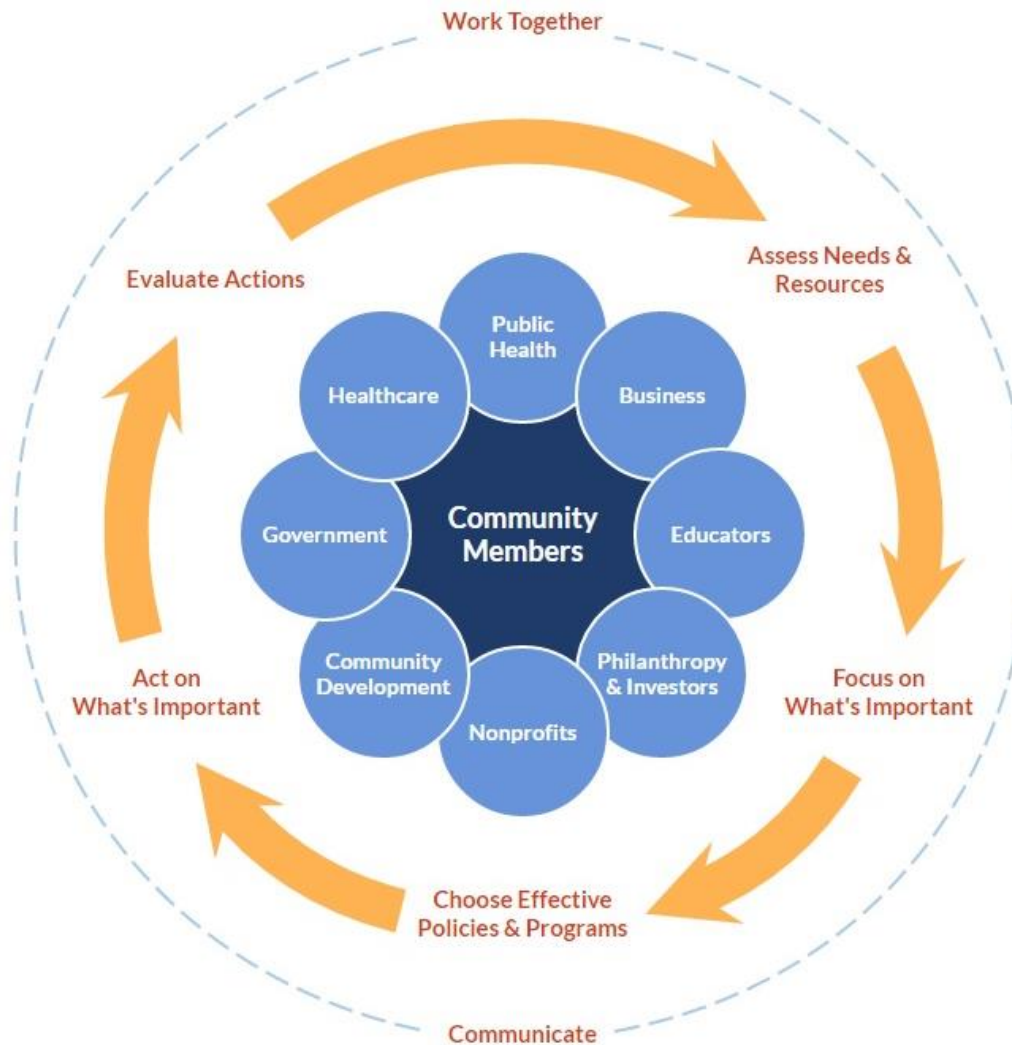 Work Together
Evaluate Actions
Assess Needs &
Resources
Public
Health
Healthcare
Business
Government
Community
Members
Educators
Community
Development
Philanthropy
& Investors
Nonprofits
Act on
What's Important
Focus on
What's Important
Choose Effective
Policies & Programs
Communicate